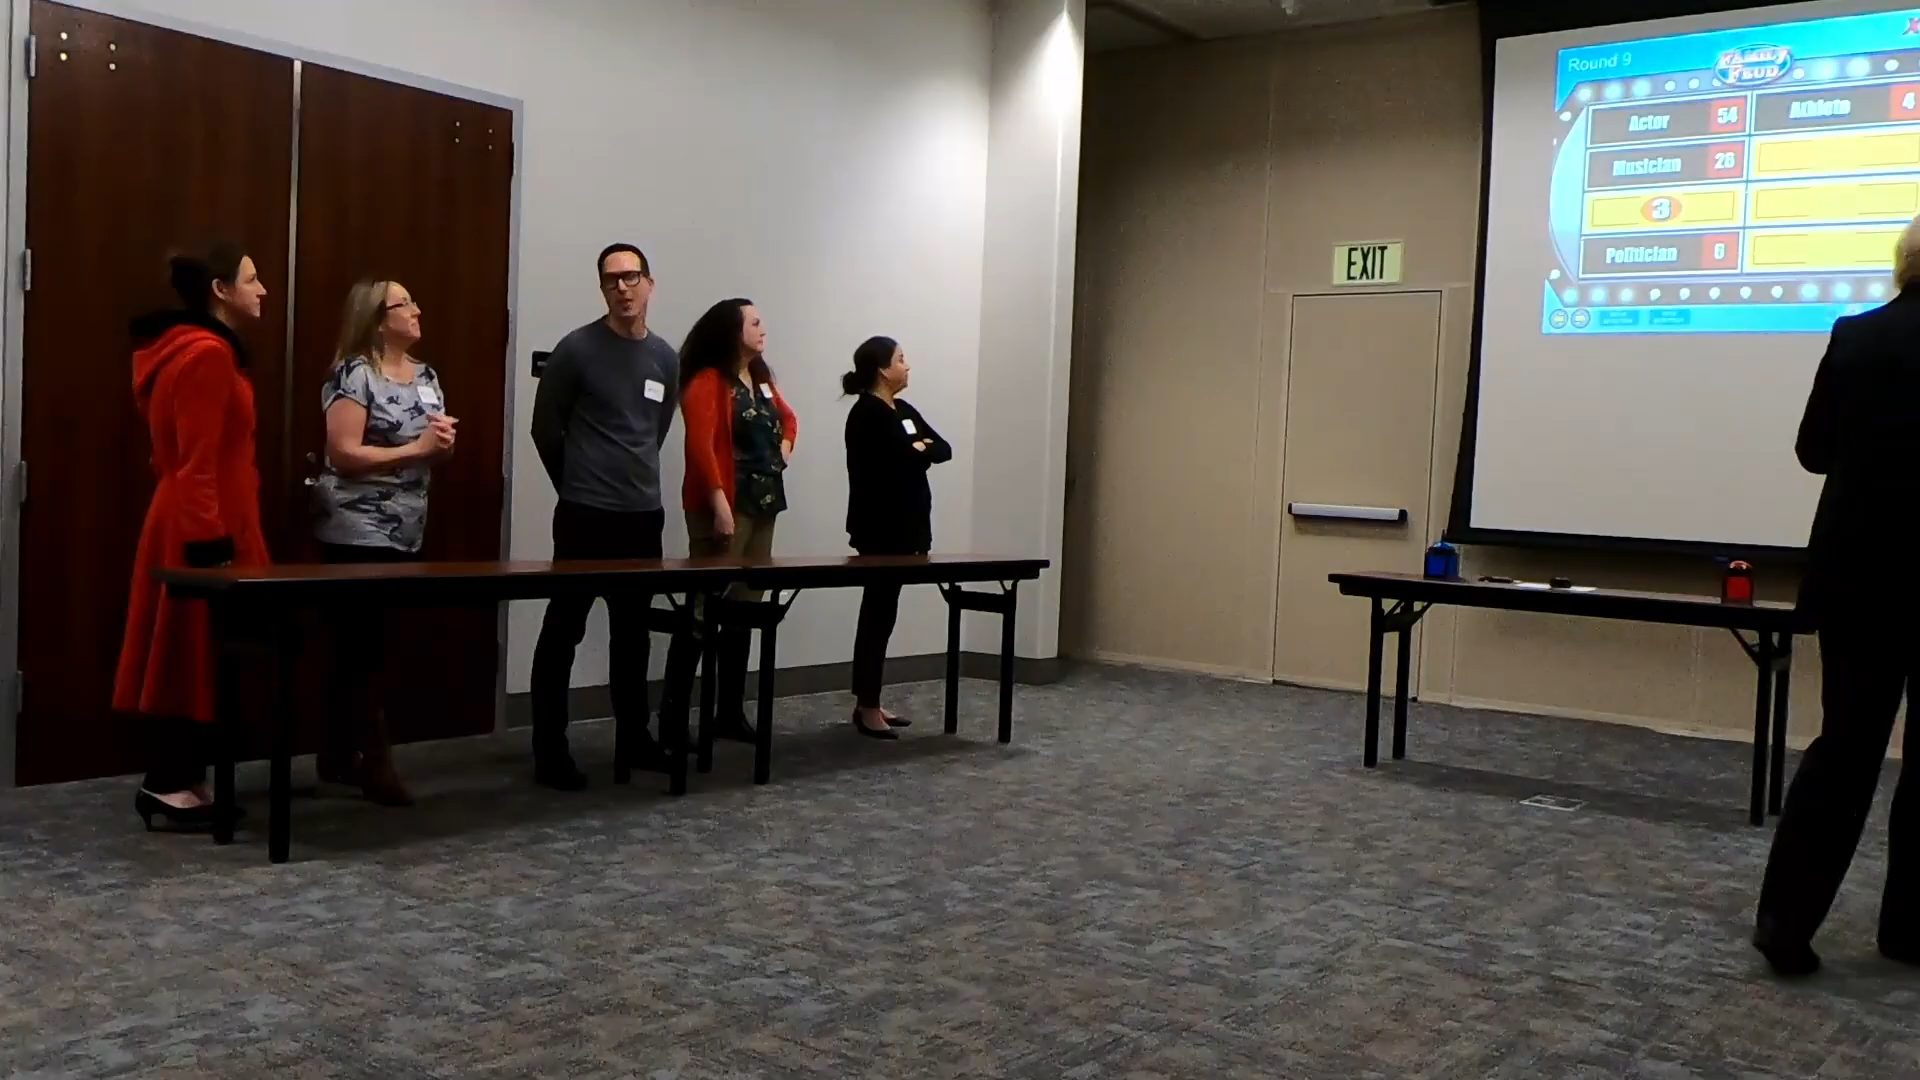 Round 9
FAMILY
FEUD
Actor 54
Athlete 4
Musician 28
3
Politician 6
EXIT